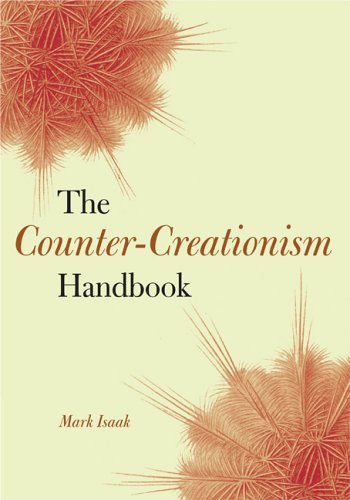 The
Counter-Creationism
Handbook
Mark Isaak